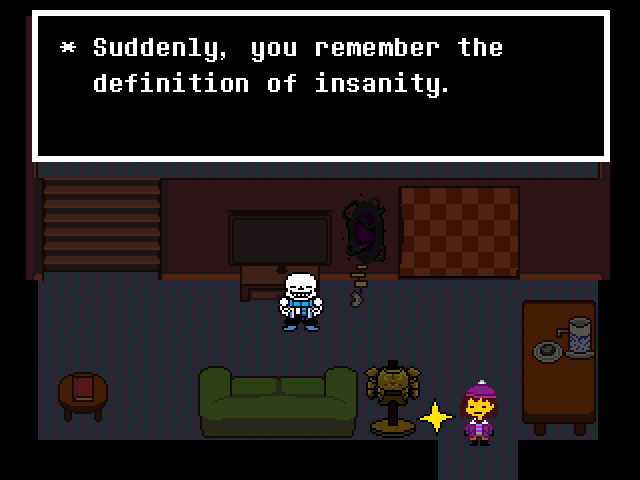 * Suddenly, you remember the
definition of insanity.